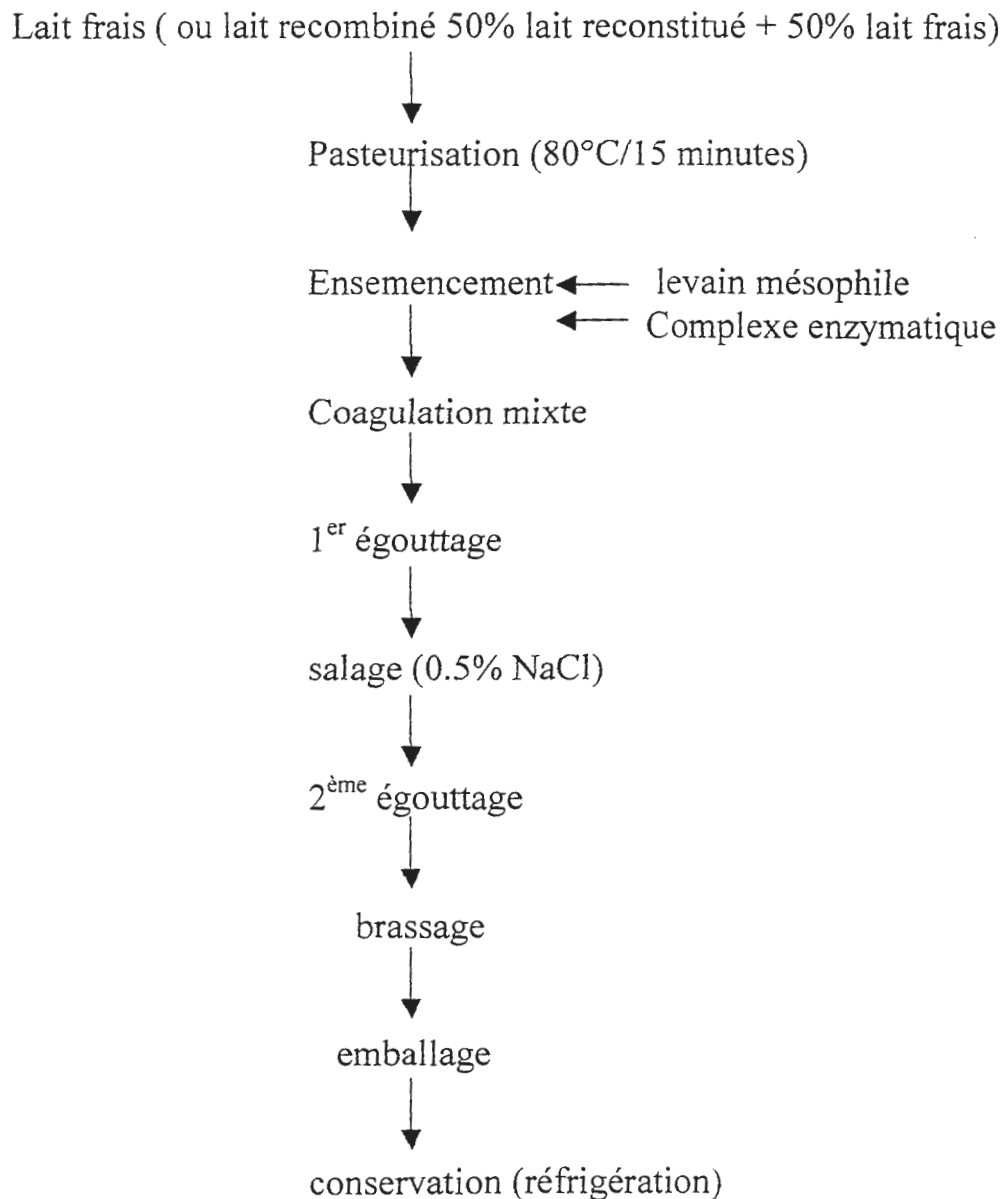 Lait frais ( ou lait recombiné 50% lait reconstitué + 50% lait frais)
Pasteurisation (80°C/15 minutes)
Ensemencement levain mésophile
Complexe enzymatique
Coagulation mixte
1er égouttage
salage (0.5% NaCl)
2ème égouttage
brassage
emballage
conservation (réfrigération)